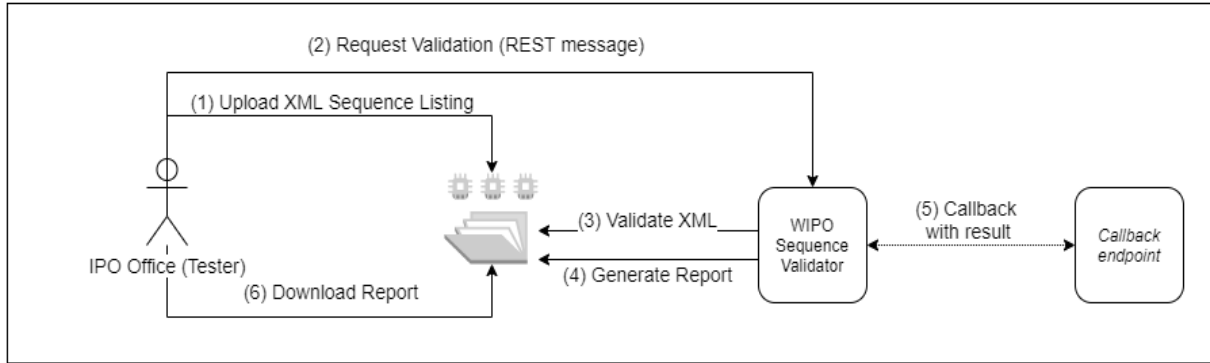 (2) Request Validation (REST message)
(1) Upload XML Sequence Listing
IPO Office (Tester)
(3) Validate XML
(4) Generate Report
(6) Download Report
WIPO
Sequence
Validator
(5) Callback
with result
Callback
endpoint